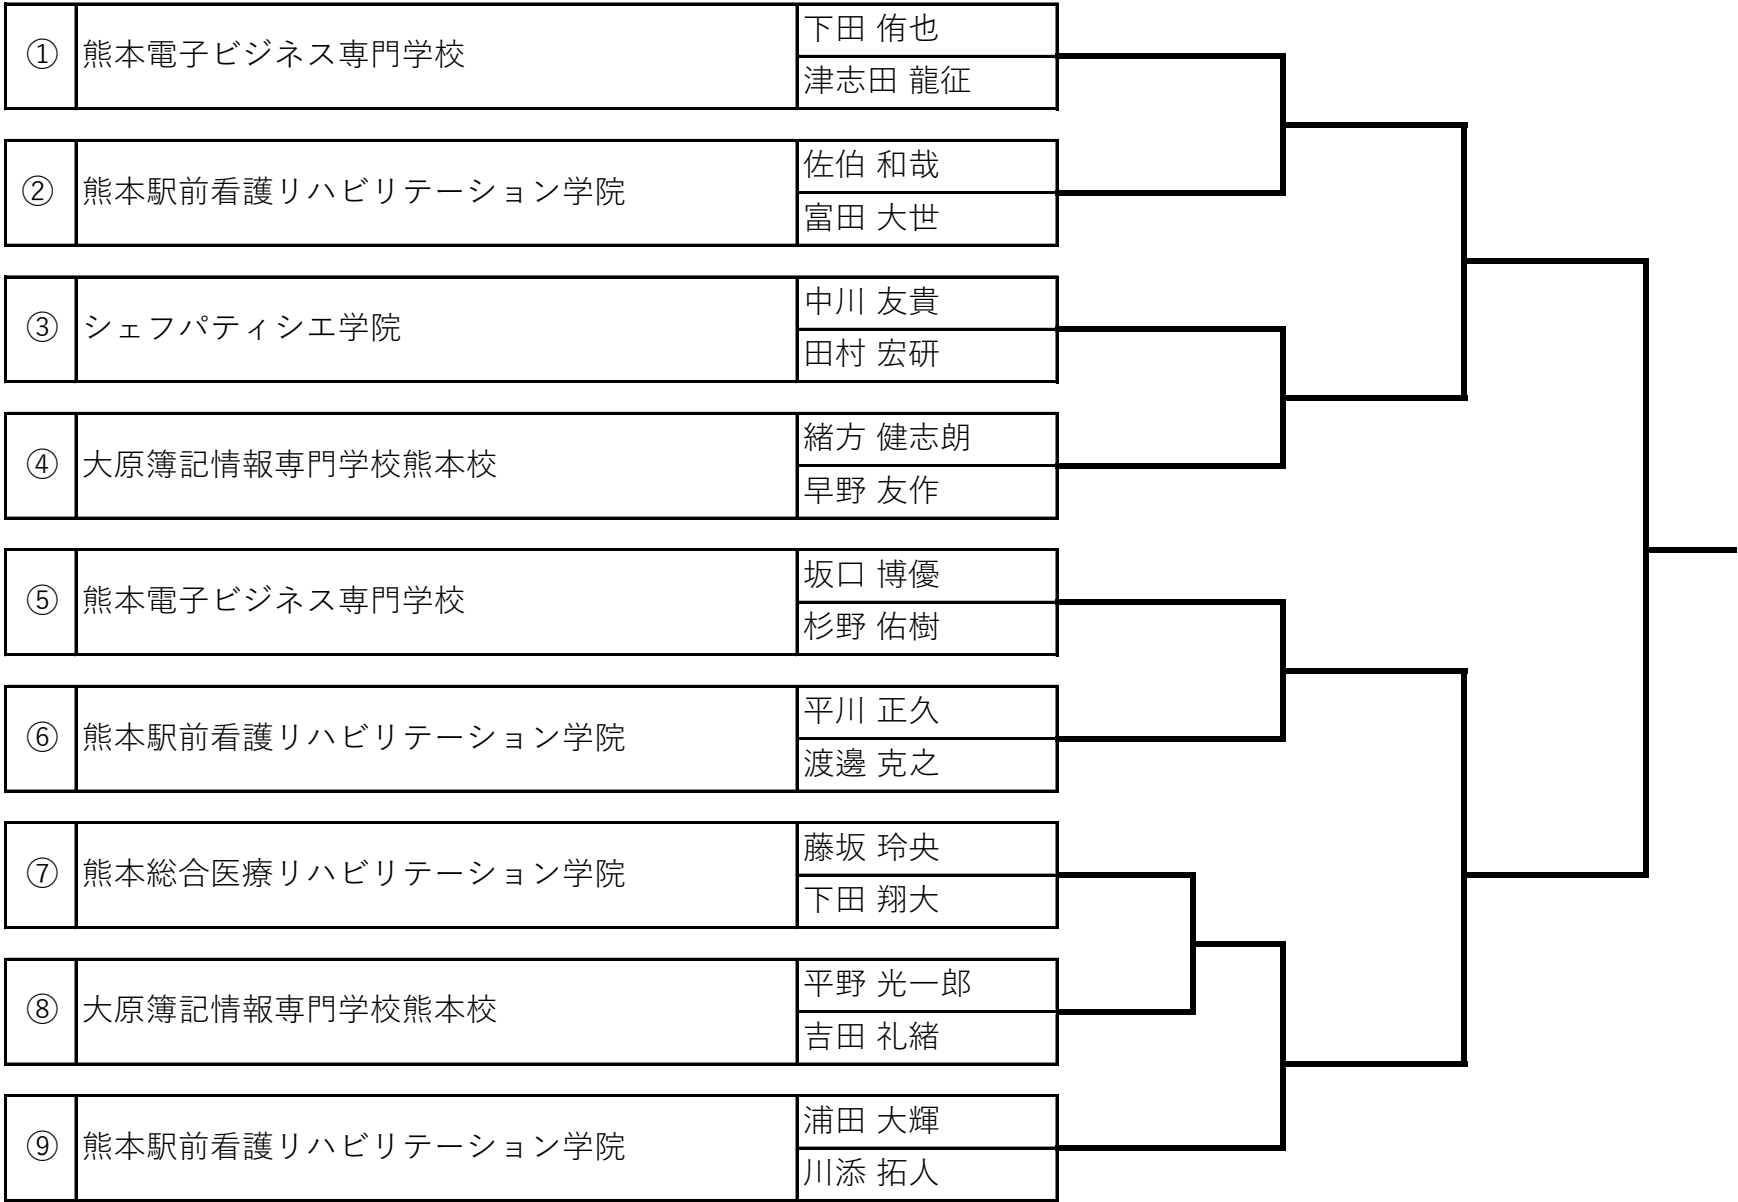 ① 熊本電子ビジネス専門学校
下田 侑也
津志田 龍征
② 熊本駅前看護リハビリテーション学院
佐伯 和哉
富田 大世
③ シェフパティシエ学院
中川 友貴
田村 宏研
④ 大原簿記情報専門学校熊本校
緒方 健志朗
早野 友作
⑤ 熊本電子ビジネス専門学校
坂口 博優
杉野 佑樹
⑥ 熊本駅前看護リハビリテーション学院
平川 正久
渡邊 克之
⑦ 熊本総合医療リハビリテーション学院
藤坂 玲央
下田 翔大
⑧ 大原簿記情報専門学校熊本校
平野 光一郎
吉田 礼緒
⑨ 熊本駅前看護リハビリテーション学院
浦田 大輝
川添 拓人